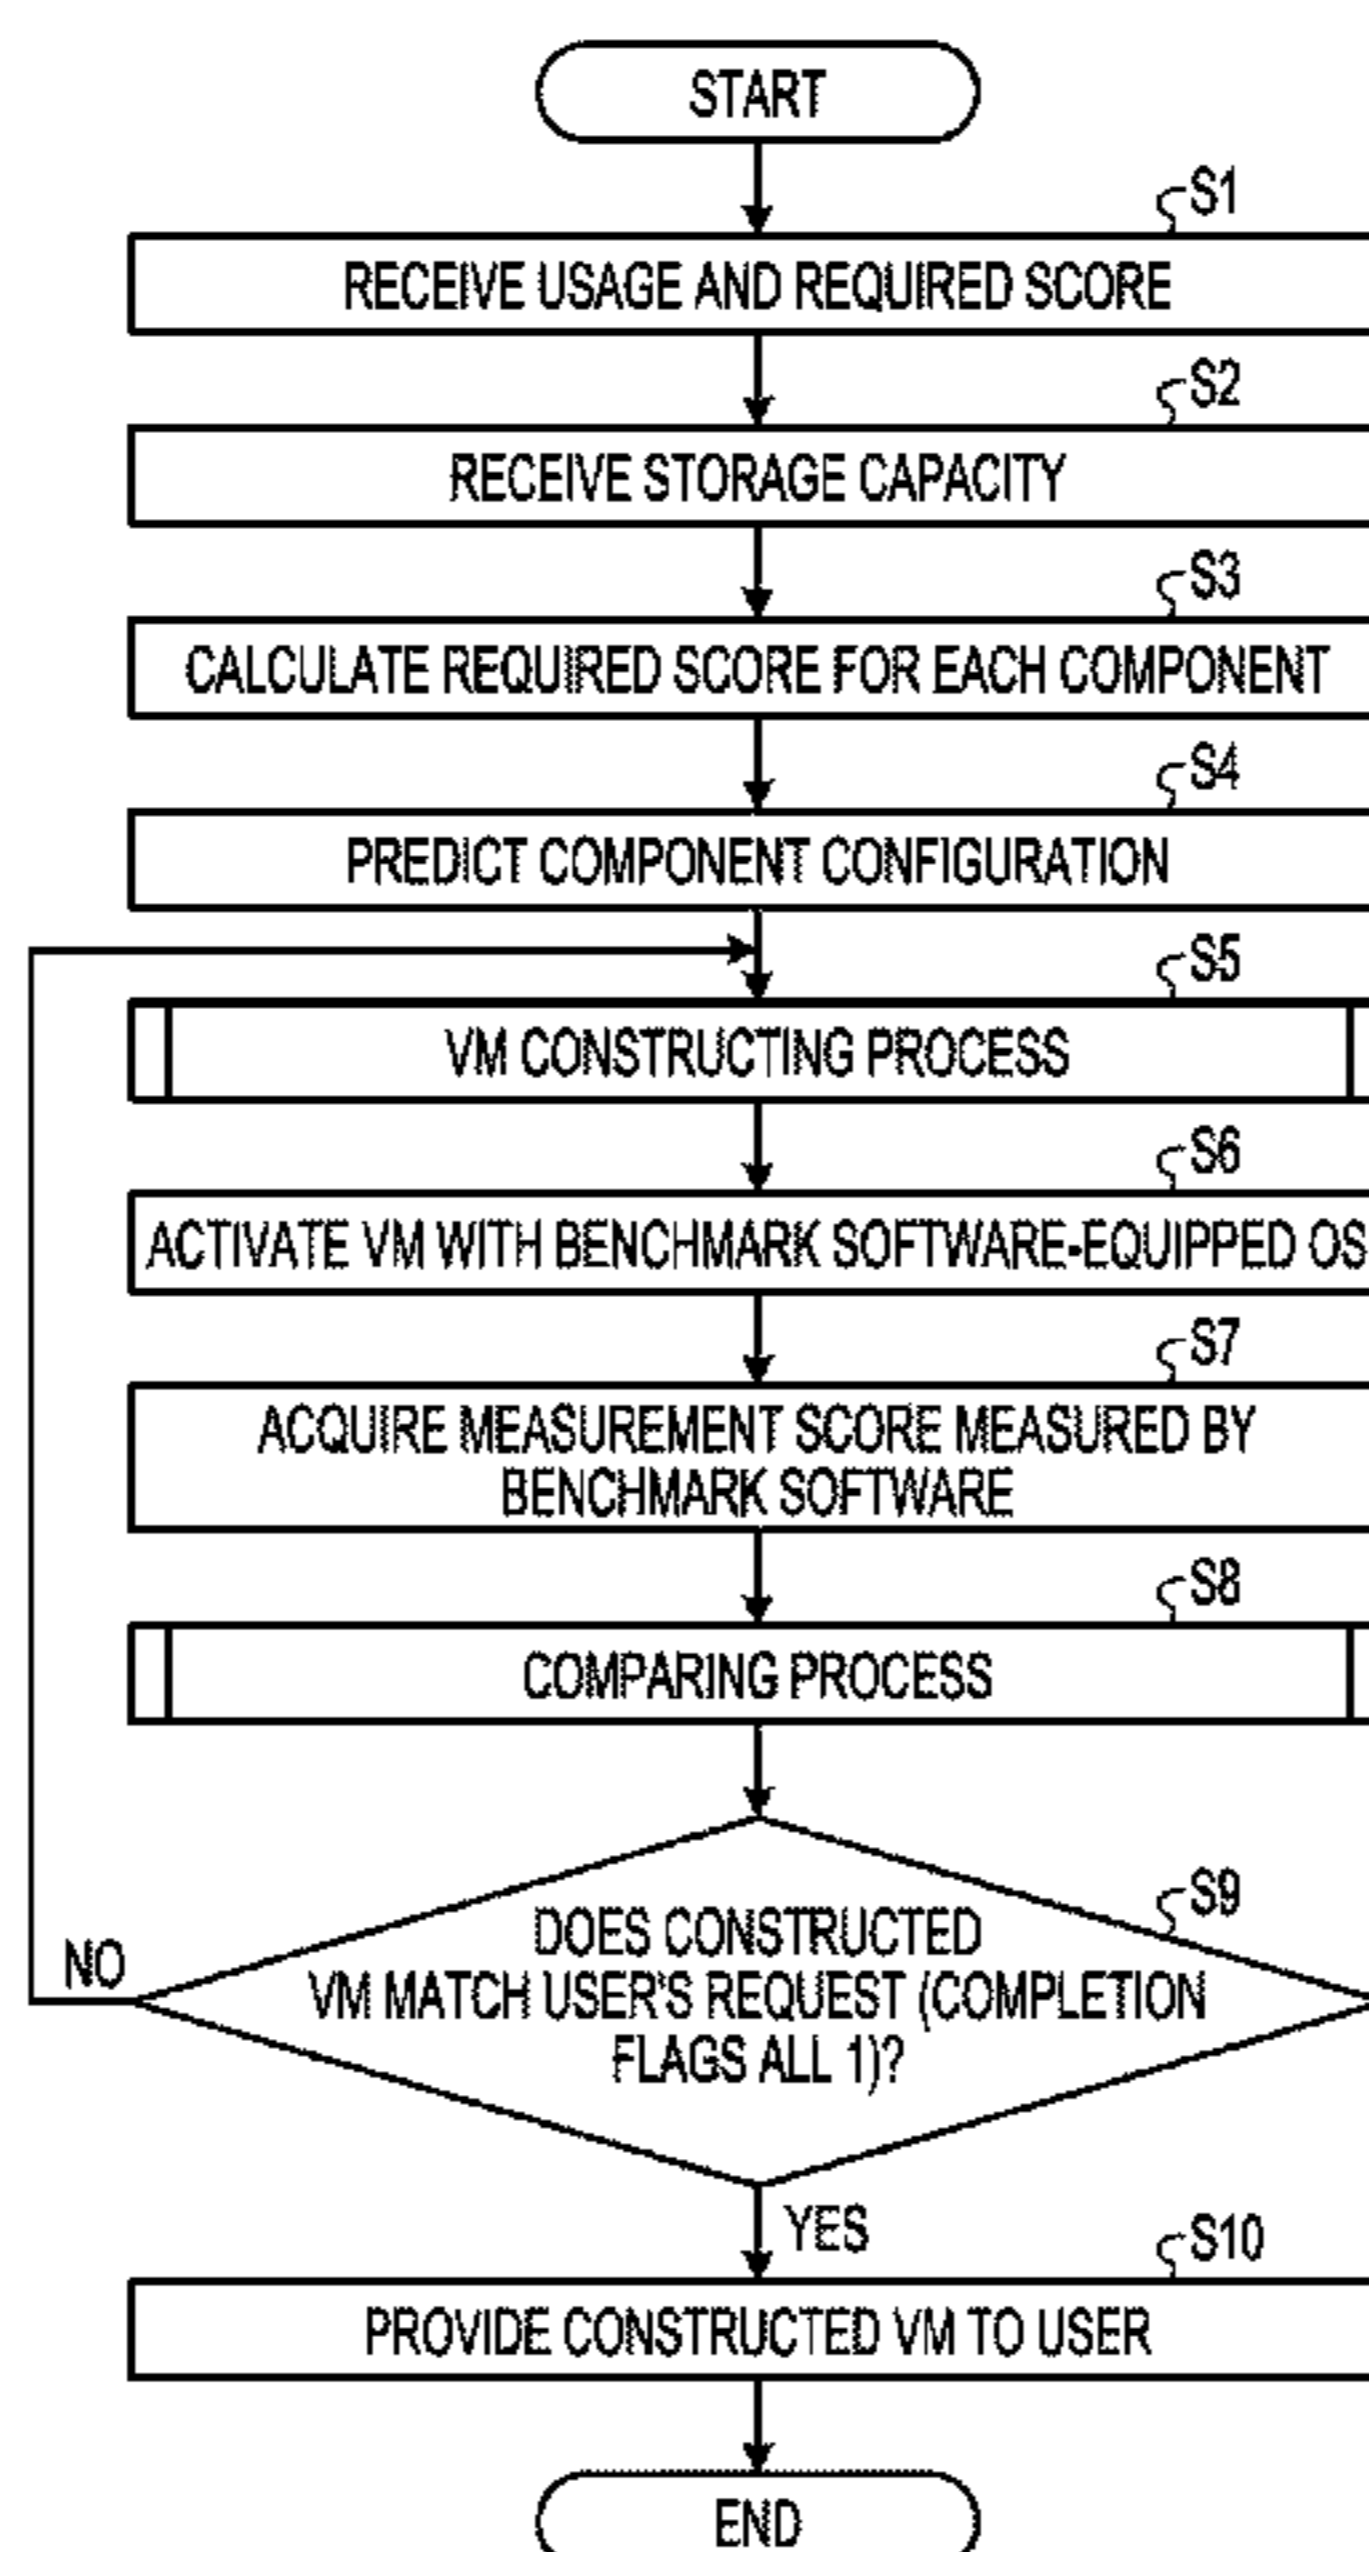 START
S1
RECEIVE USAGE AND REQUIRED SCORE
S2
RECEIVE STORAGE CAPACITY
S3
CALCULATE REQUIRED SCORE FOR EACH COMPONENT
S4
PREDICT COMPONENT CONFIGURATION
S5
VM CONSTRUCTING PROCESS
S6
ACTIVATE VM WITH BENCHMARK SOFTWARE-EQUIPPED OS
S7
ACQUIRE MEASUREMENT SCORE MEASURED BY
BENCHMARK SOFTWARE
S8
COMPARING PROCESS
S9
DOES CONSTRUCTED
VM MATCH USER'S REQUEST (COMPLETION
FLAGS ALL 1)?
NO
YES
S10
PROVIDE CONSTRUCTED VM TO USER
END